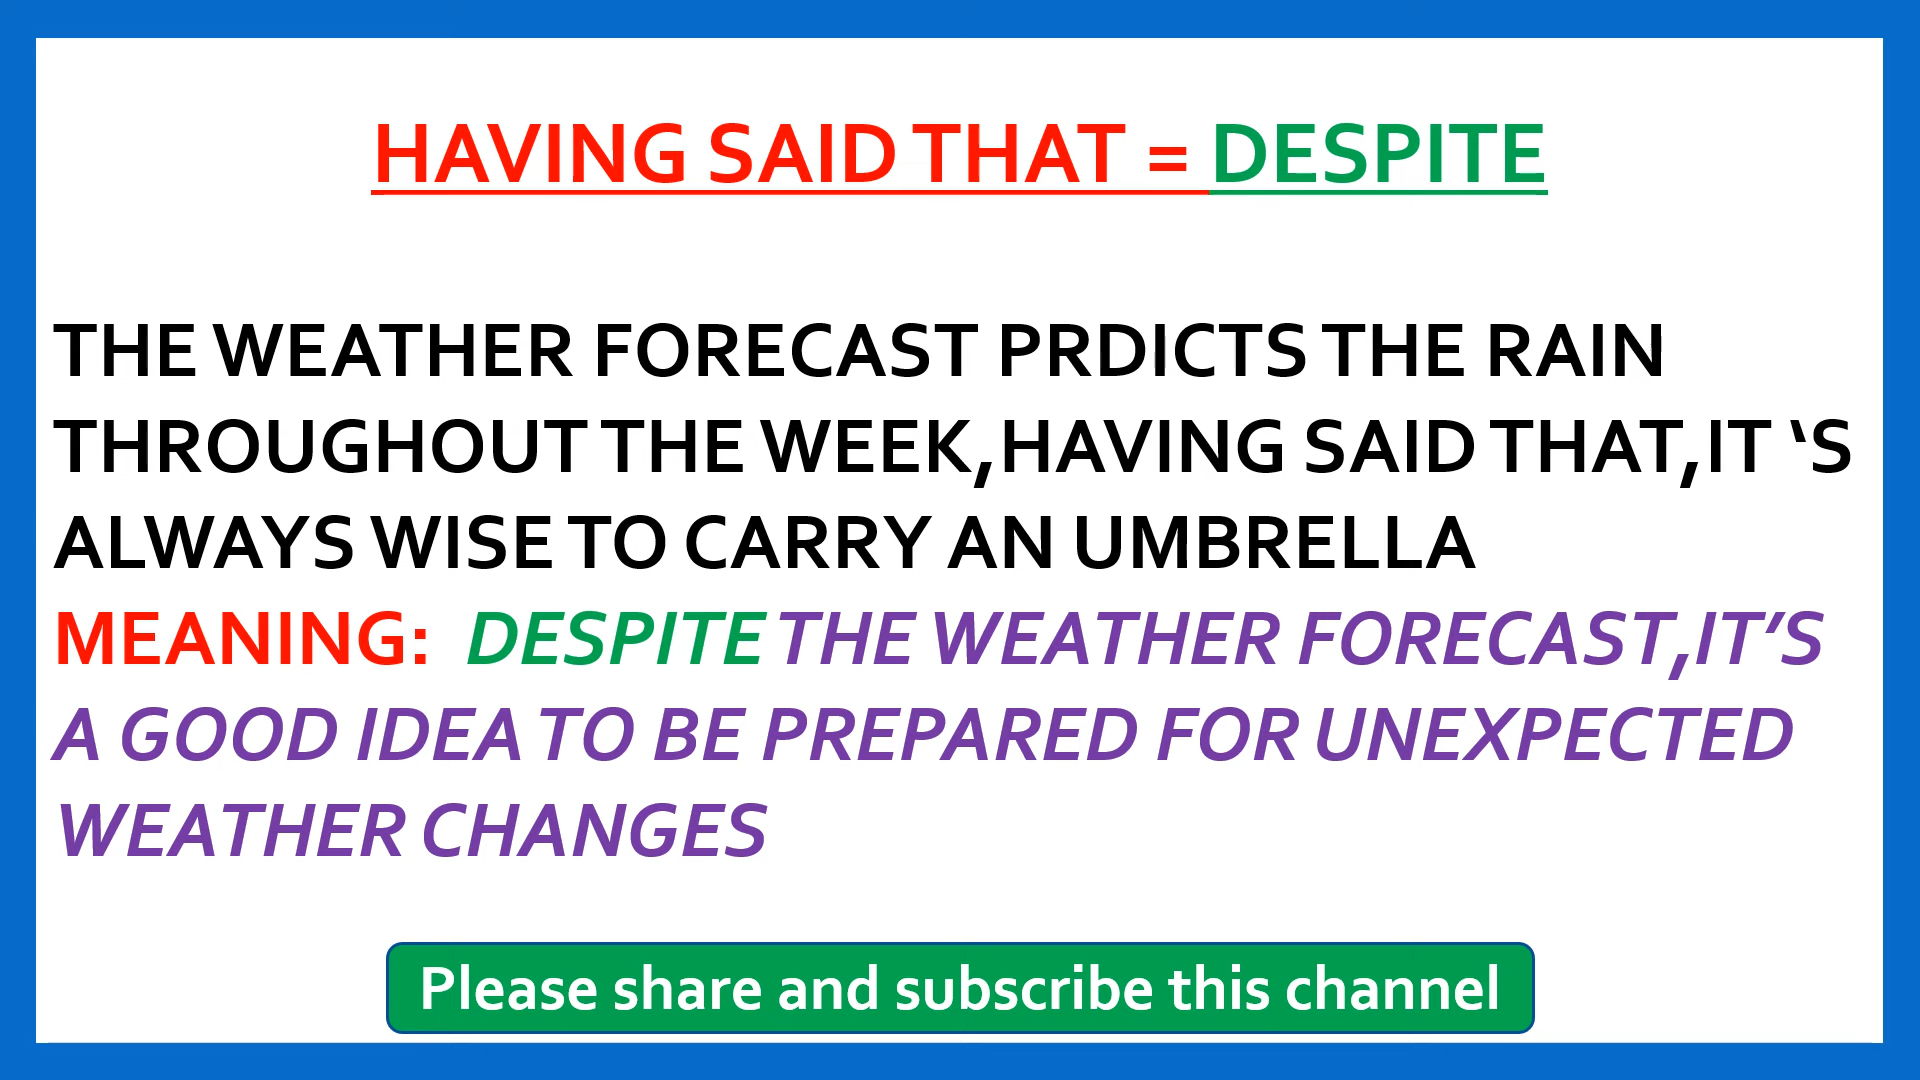 HAVING SAID THAT = DESPITE
THE WEATHER FORECAST PRDICTS THE RAIN
THROUGHOUT THE WEEK,HAVING SAID THAT,IT ‘S
ALWAYS WISE TO CARRY AN UMBRELLA
MEANING: DESPITE THE WEATHER FORECAST,IT’S
A GOOD IDEA TO BE PREPARED FOR UNEXPECTED
WEATHER CHANGES
Please share and subscribe this channel